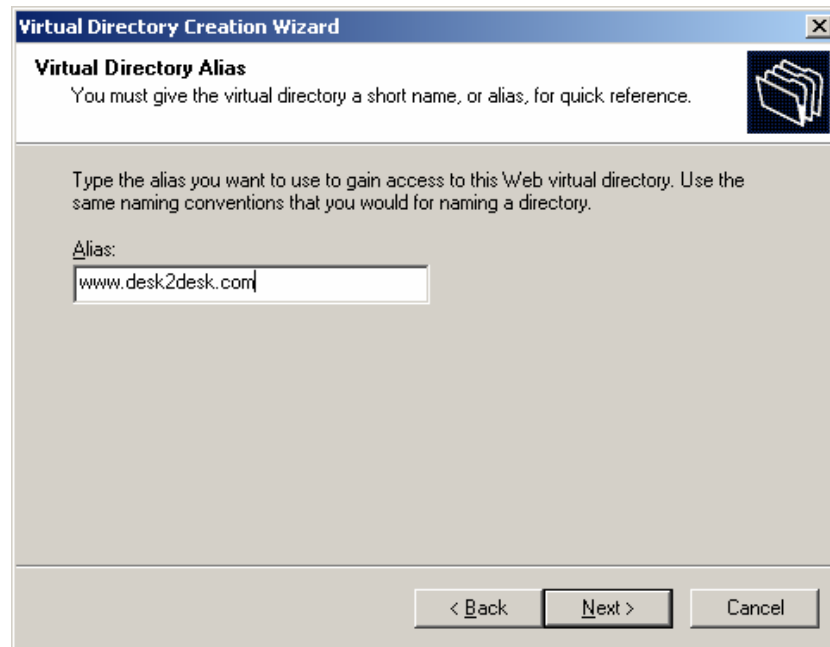 Virtual Directory Creation Wizard
Virtual Directory Alias
You must give the virtual directory a short name, or alias, for quick reference.
Type the alias you want to use to gain access to this Web virtual directory. Use the
same naming conventions that you would for naming a directory.
Alias:
www.desk2desk.com
< Back Next > Cancel